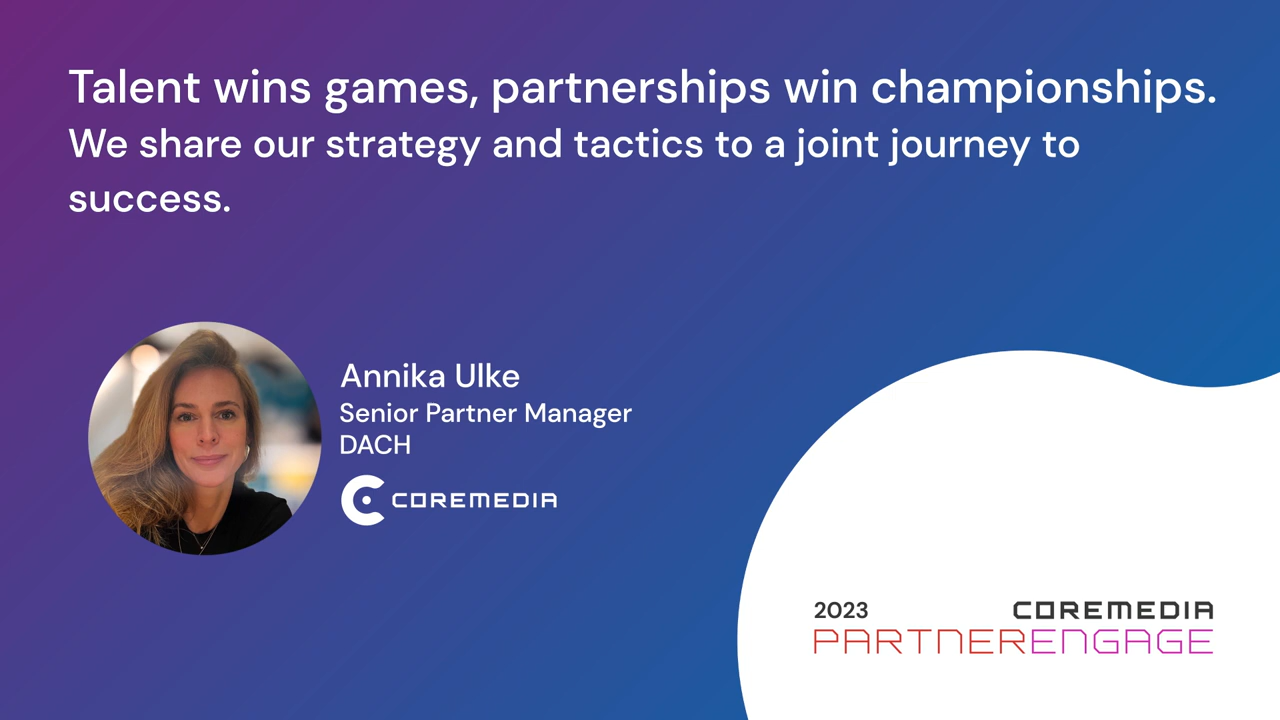 Talent wins games, partnerships win championships.
We share our strategy and tactics to a joint journey to
success.
Annika Ulke
Senior Partner Manager
DACH
COREMEDIA
2023
COREMEDIA
PARTNERENGAGE